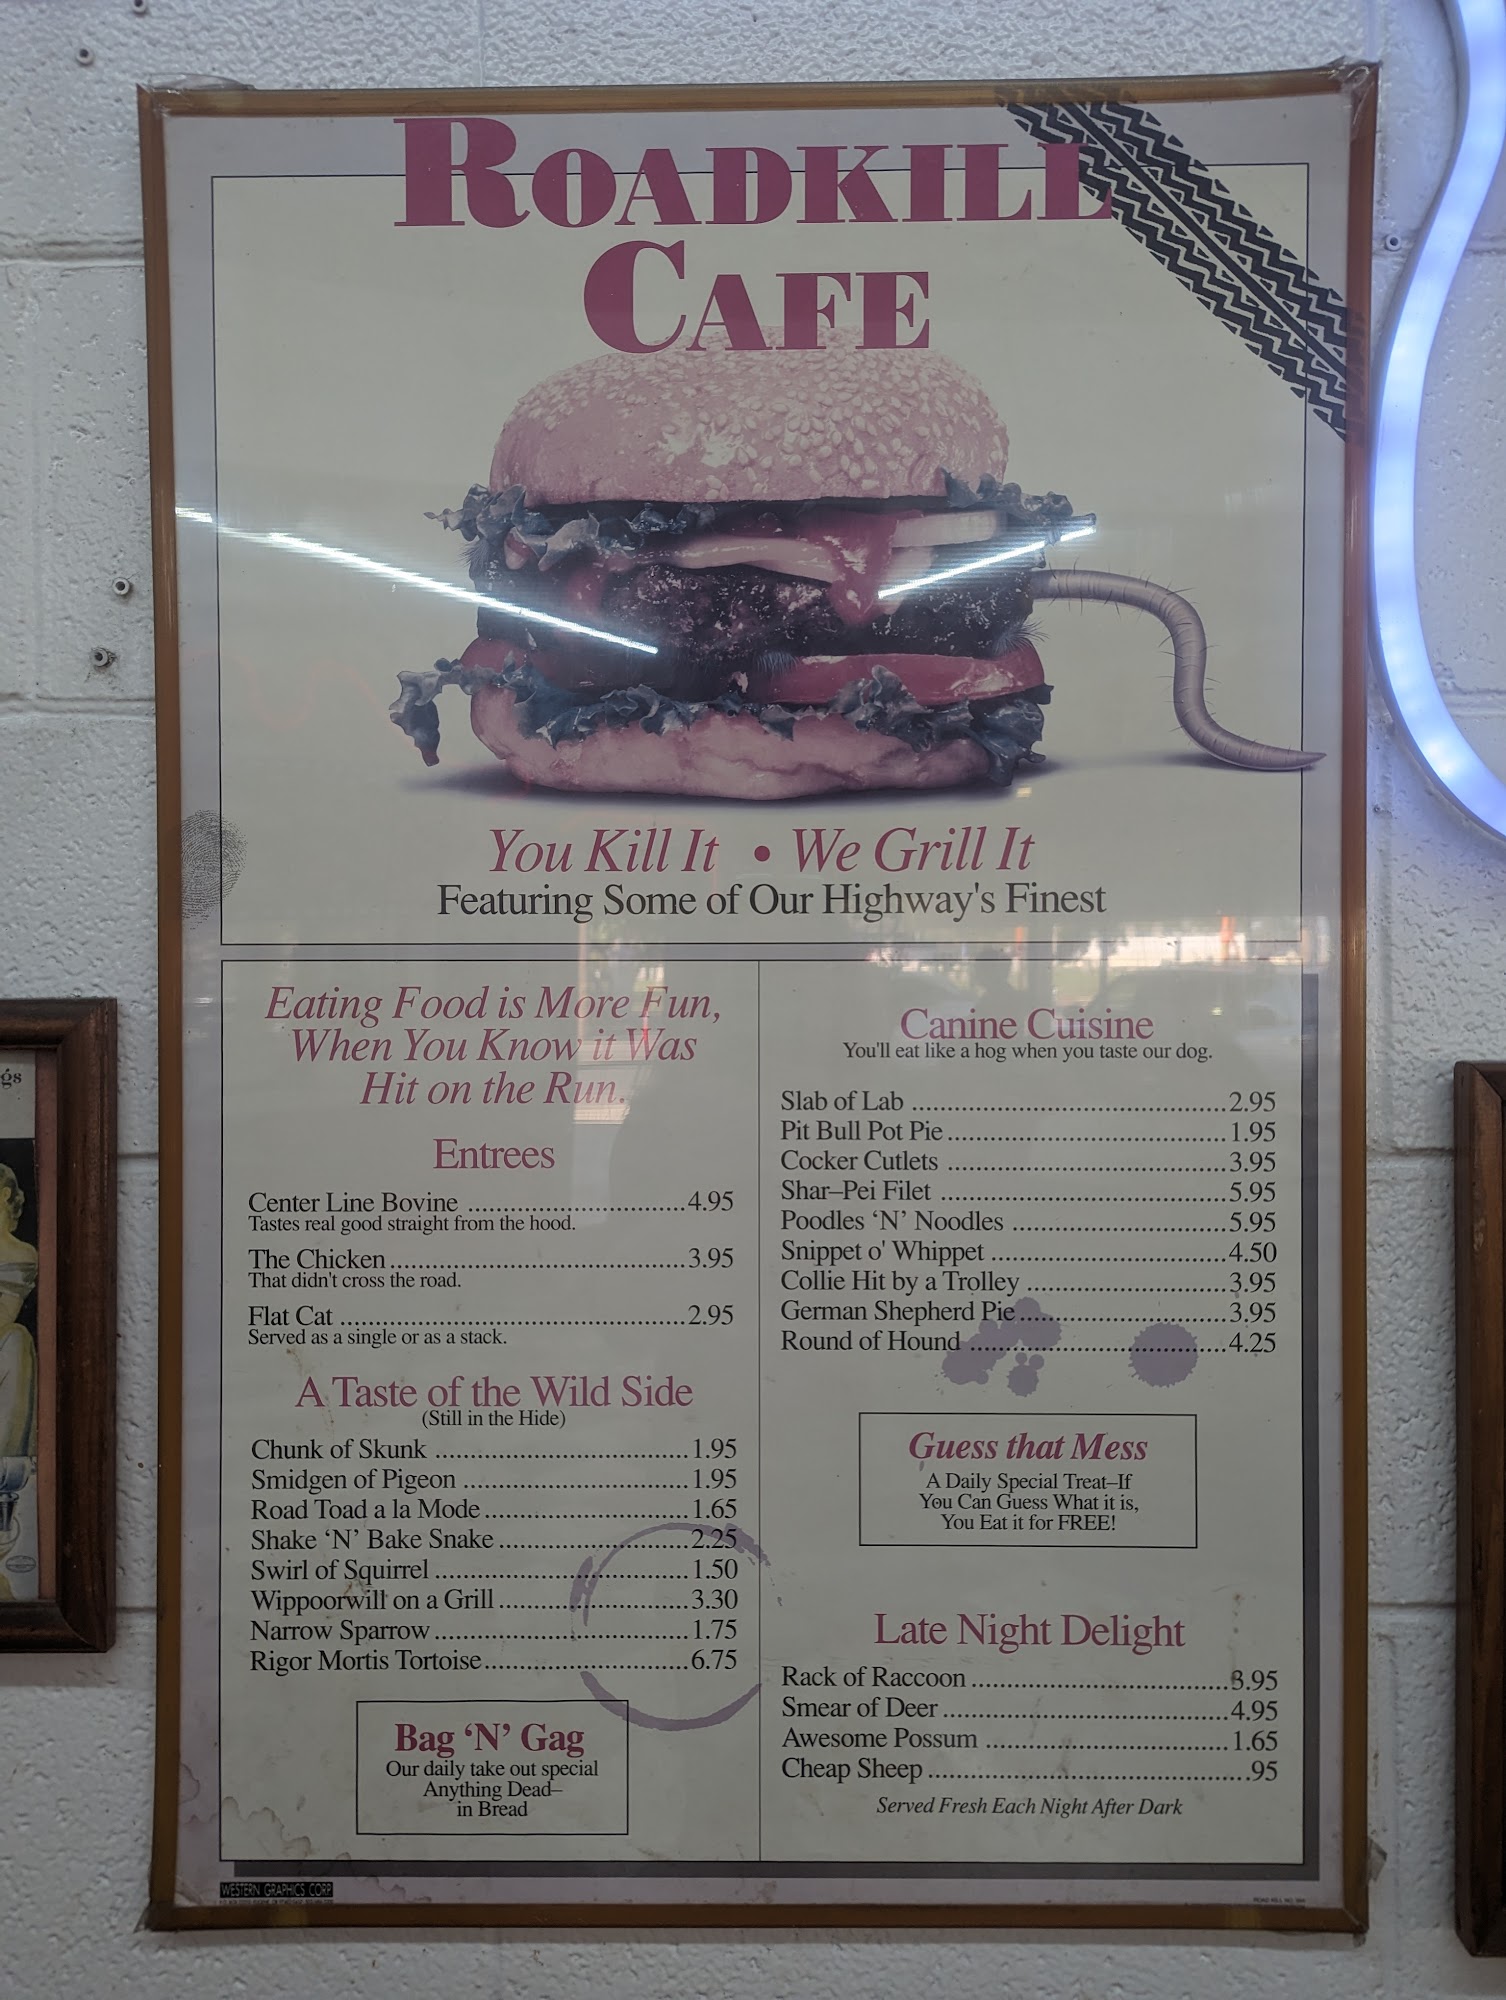 ROADKILL
CAFE
You Kill It • We Grill It
Featuring Some of Our Highway's Finest
Eating Food is More Fun,
When You Know it Was
Hit on the Run.
Entrees
Center Line Bovine ................................4.95
Tastes real good straight from the hood.
The Chicken............................................3.95
That didn't cross the road.
Flat Cat ...................................................2.95
Served as a single or as a stack.
A Taste of the Wild Side
(Still in the Hide)
Chunk of Skunk .....................................1.95
Smidgen of Pigeon .................................1.95
Road Toad a la Mode..............................1.65
Shake ‘N’ Bake Snake............................2.25
Swirl of Squirrel .....................................1.50
Wippoorwill on a Grill............................3.30
Narrow Sparrow.....................................1.75
Rigor Mortis Tortoise..............................6.75
Bag ‘N’ Gag
Our daily take out special
Anything Dead–
in Bread
Canine Cuisine
You'll eat like a hog when you taste our dog.
Slab of Lab ..............................................2.95
Pit Bull Pot Pie.........................................1.95
Cocker Cutlets .........................................3.95
Shar–Pei Filet ..........................................5.95
Poodles ‘N’ Noodles ................................5.95
Snippet o' Whippet ...................................4.50
Collie Hit by a Trolley ..............................3.95
German Shepherd Pie...............................3.95
Round of Hound ......................................4.25
Guess that Mess
A Daily Special Treat–If
You Can Guess What it is,
You Eat it for FREE!
Late Night Delight
Rack of Raccoon ......................................3.95
Smear of Deer ..........................................4.95
Awesome Possum ....................................1.65
Cheap Sheep...............................................95
Served Fresh Each Night After Dark
WESTERN GRAPHICS CORP
gs